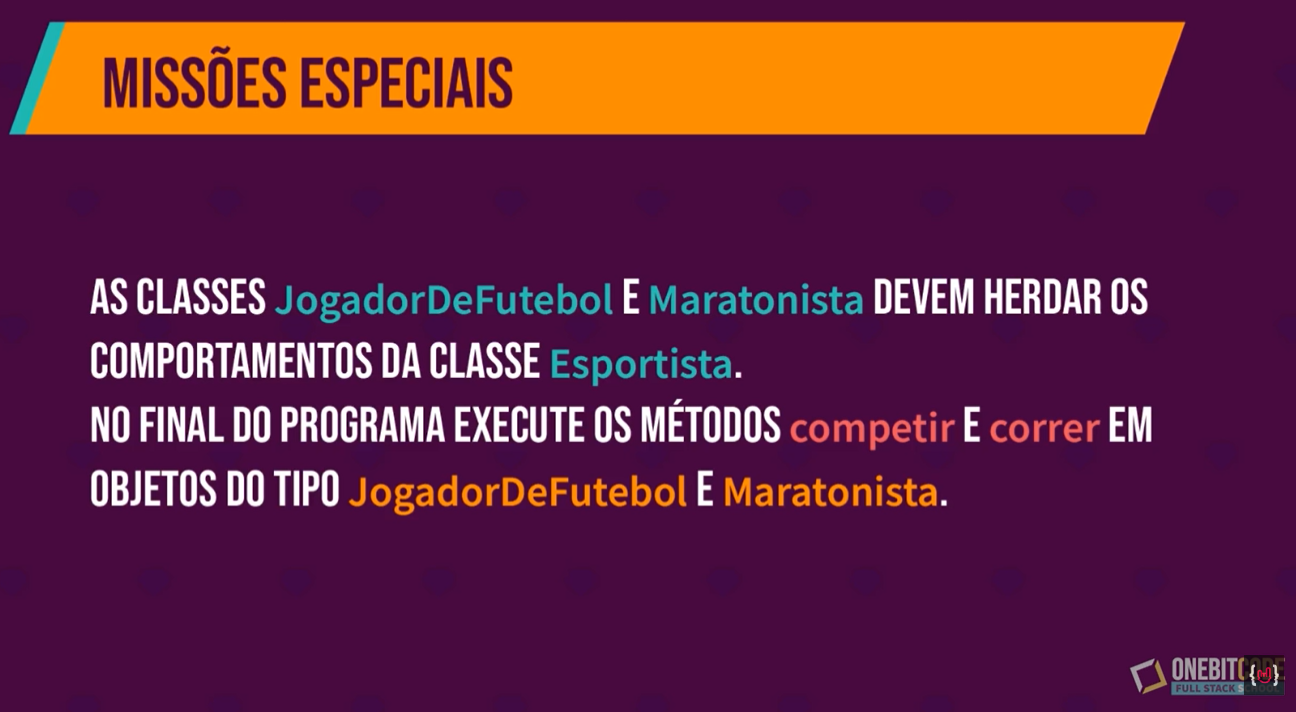 MISSÕES ESPECIAIS
AS CLASSES JogadorDeFutebol E Maratonista DEVEM HERDAR OS
COMPORTAMENTOS DA CLASSE Esportista.
NO FINAL DO PROGRAMA EXECUTE OS MÉTODOS competir E correr EM
OBJETOS DO TIPO JogadorDeFutebol E Maratonista.
ONEBITCODE
FULL STACK SCHOOL